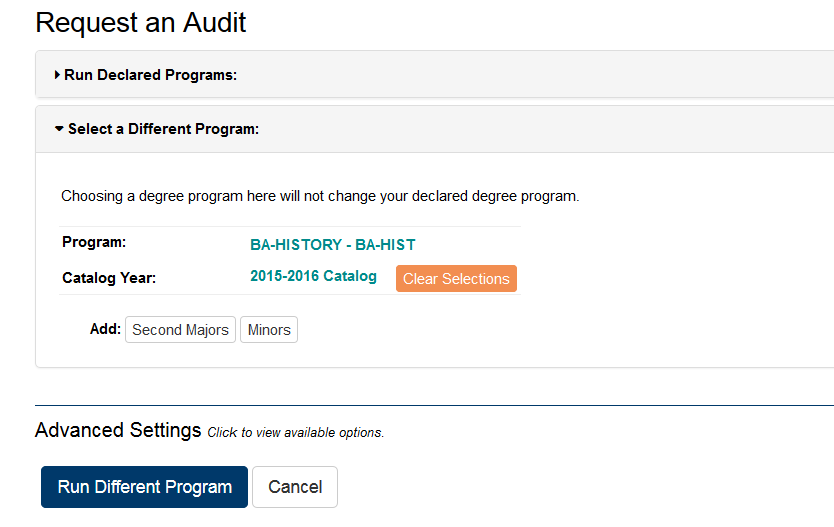 Request an Audit
Run Declared Programs:
Select a Different Program:
Choosing a degree program here will not change your declared degree program.
Program: BA-HISTORY - BA-HIST
Catalog Year: 2015-2016 Catalog Clear Selections
Add: Second Majors Minors
Advanced Settings Click to view available options.
Run Different Program Cancel